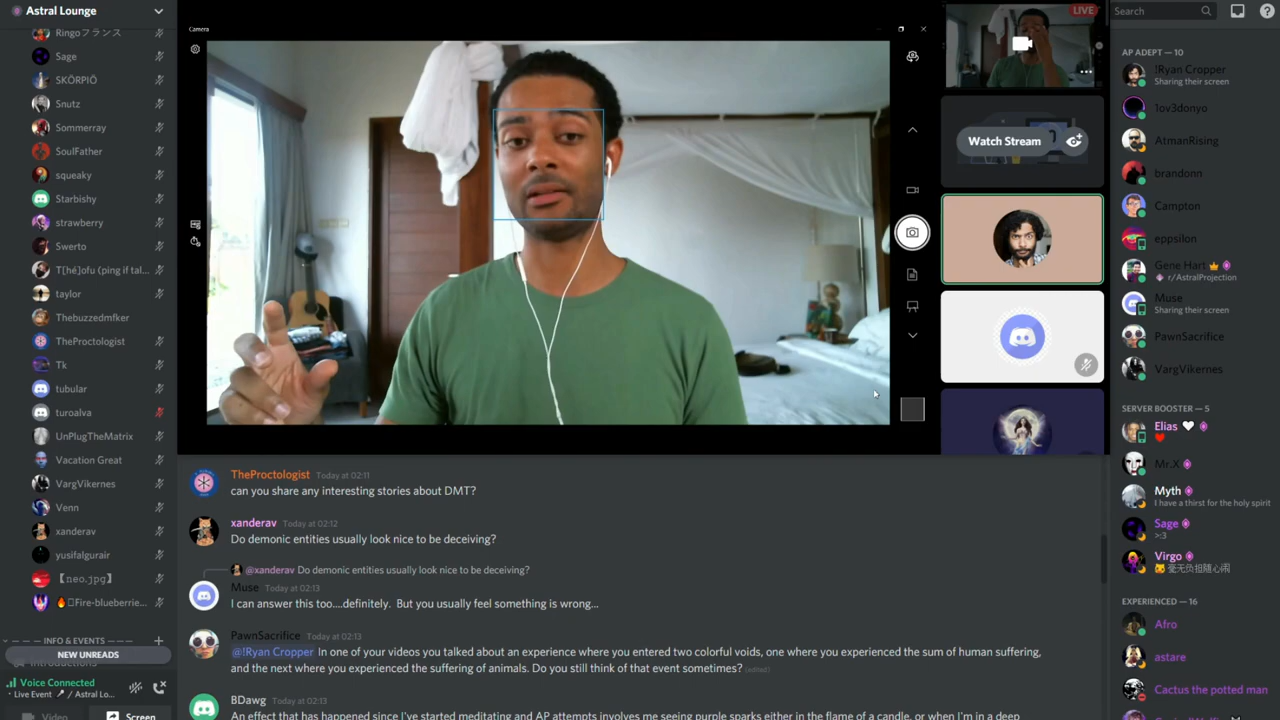 Astral Lounge
Ringoフランス
Sage
SKÖRPIÖ
Snutz
Sommerray
SoulFather
squeaky
Starbishy
strawberry
Swerto
T[hé]ofu (ping if tal...
taylor
Thebuzzedmfker
TheProctologist
Tk
tubular
turoalva
UnPlugTheMatrix
Vacation Great
VargVikernes
Venn
xanderav
yusifalgurair
【neo.jpg】
Fire-blueberrie...
INFO & EVENTS
NEW UNREADS
Voice Connected
Live Event / Astral Lo...
Video
Screen
Camera
LIVE
Watch Stream
TheProctologist Today at 02:11
can you share any interesting stories about DMT?
xanderav Today at 02:12
Do demonic entities usually look nice to be deceiving?
@xanderav Do demonic entities usually look nice to be deceiving?
Muse Today at 02:13
I can answer this too....definitely. But you usually feel something is wrong...
PawnSacrifice Today at 02:13
@!Ryan Cropper In one of your videos you talked about an experience where you entered two colorful voids, one where you experienced the sum of human suffering,
and the next where you experienced the suffering of animals. Do you still think of that event sometimes? (edited)
BDawg Today at 02:13
An effect that has happened since I've started meditating and AP attempts involves me seeing purple sparks either in the flame of a candle, or when I'm in a deep
Search
AP ADEPT — 10
!Ryan Cropper
Sharing their screen
1ov3donyo
AtmanRising
brandonn
Campton
eppsilon
Gene Hart
r/AstralProjection
Muse
Sharing their screen
PawnSacrifice
VargVikernes
SERVER BOOSTER — 5
Elias
Mr.X
Myth
I have a thirst for the holy spirit
Sage
>:3
Virgo
EXPERIENCED — 16
Afro
astare
Cactus the potted man